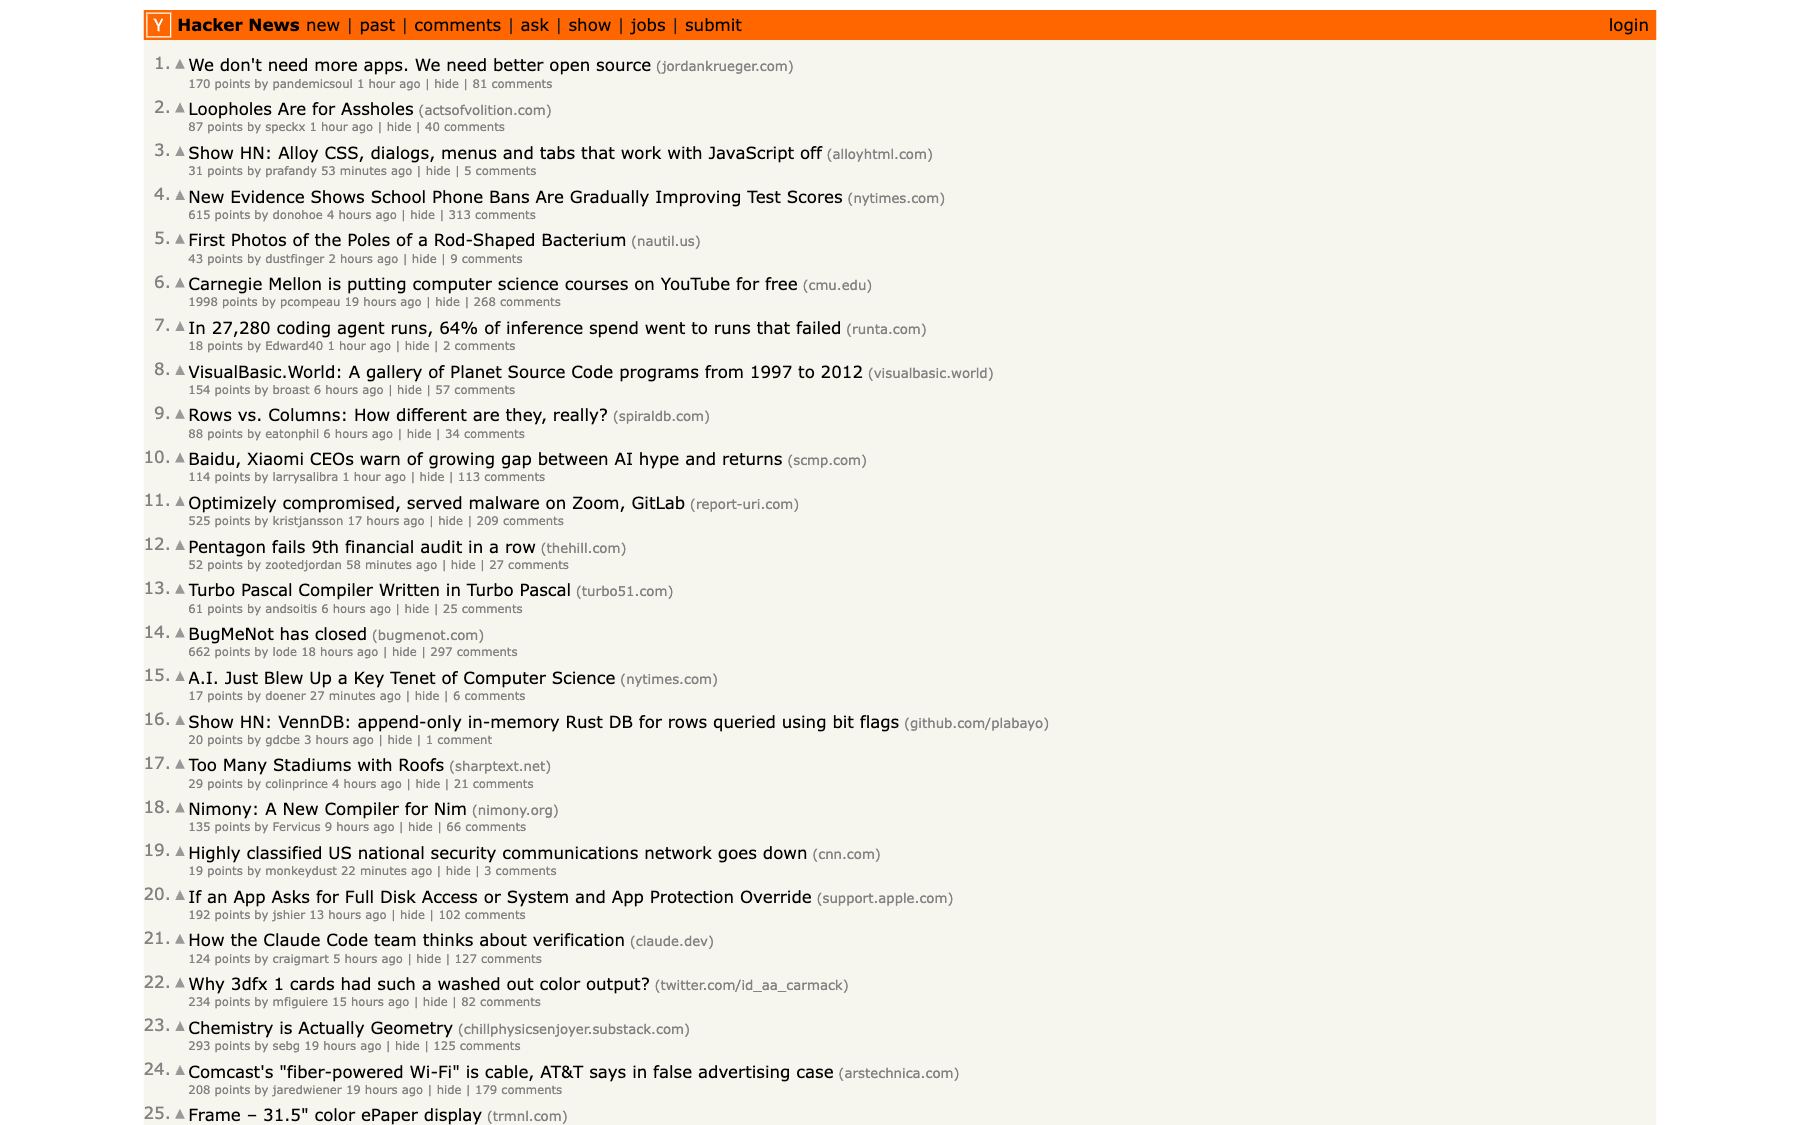 Y Hacker News new | past | comments | ask | show | jobs | submit login
1. ▲ We don't need more apps. We need better open source (jordankrueger.com)
170 points by pandemicsoul 1 hour ago | hide | 81 comments
2. ▲ Loopholes Are for Assholes (actsofvolition.com)
87 points by speckx 1 hour ago | hide | 40 comments
3. ▲ Show HN: Alloy CSS, dialogs, menus and tabs that work with JavaScript off (alloyhtml.com)
31 points by prafandy 53 minutes ago | hide | 5 comments
4. ▲ New Evidence Shows School Phone Bans Are Gradually Improving Test Scores (nytimes.com)
615 points by donohoe 4 hours ago | hide | 313 comments
5. ▲ First Photos of the Poles of a Rod-Shaped Bacterium (nautil.us)
43 points by dustfinger 2 hours ago | hide | 9 comments
6. ▲ Carnegie Mellon is putting computer science courses on YouTube for free (cmu.edu)
1998 points by pcompeau 19 hours ago | hide | 268 comments
7. ▲ In 27,280 coding agent runs, 64% of inference spend went to runs that failed (runta.com)
18 points by Edward40 1 hour ago | hide | 2 comments
8. ▲ VisualBasic.World: A gallery of Planet Source Code programs from 1997 to 2012 (visualbasic.world)
154 points by broast 6 hours ago | hide | 57 comments
9. ▲ Rows vs. Columns: How different are they, really? (spiraldb.com)
88 points by eatonphil 6 hours ago | hide | 34 comments
10. ▲ Baidu, Xiaomi CEOs warn of growing gap between AI hype and returns (scmp.com)
114 points by larrysalibra 1 hour ago | hide | 113 comments
11. ▲ Optimizely compromised, served malware on Zoom, GitLab (report-uri.com)
525 points by kristjansson 17 hours ago | hide | 209 comments
12. ▲ Pentagon fails 9th financial audit in a row (thehill.com)
52 points by zootedjordan 58 minutes ago | hide | 27 comments
13. ▲ Turbo Pascal Compiler Written in Turbo Pascal (turbo51.com)
61 points by andsoitis 6 hours ago | hide | 25 comments
14. ▲ BugMeNot has closed (bugmenot.com)
662 points by lode 18 hours ago | hide | 297 comments
15. ▲ A.I. Just Blew Up a Key Tenet of Computer Science (nytimes.com)
17 points by doener 27 minutes ago | hide | 6 comments
16. ▲ Show HN: VennDB: append-only in-memory Rust DB for rows queried using bit flags (github.com/plabayo)
20 points by gdcbe 3 hours ago | hide | 1 comment
17. ▲ Too Many Stadiums with Roofs (sharptext.net)
29 points by colinprince 4 hours ago | hide | 21 comments
18. ▲ Nimony: A New Compiler for Nim (nimony.org)
135 points by Fervicus 9 hours ago | hide | 66 comments
19. ▲ Highly classified US national security communications network goes down (cnn.com)
19 points by monkeydust 22 minutes ago | hide | 3 comments
20. ▲ If an App Asks for Full Disk Access or System and App Protection Override (support.apple.com)
192 points by jshier 13 hours ago | hide | 102 comments
21. ▲ How the Claude Code team thinks about verification (claude.dev)
124 points by craigmart 5 hours ago | hide | 127 comments
22. ▲ Why 3dfx 1 cards had such a washed out color output? (twitter.com/id_aa_carmack)
234 points by mfiguiere 15 hours ago | hide | 82 comments
23. ▲ Chemistry is Actually Geometry (chillphysicsenjoyer.substack.com)
293 points by sebg 19 hours ago | hide | 125 comments
24. ▲ Comcast's "fiber-powered Wi-Fi" is cable, AT&T says in false advertising case (arstechnica.com)
208 points by jaredwiener 19 hours ago | hide | 179 comments
25. ▲ Frame – 31.5" color ePaper display (trmnl.com)